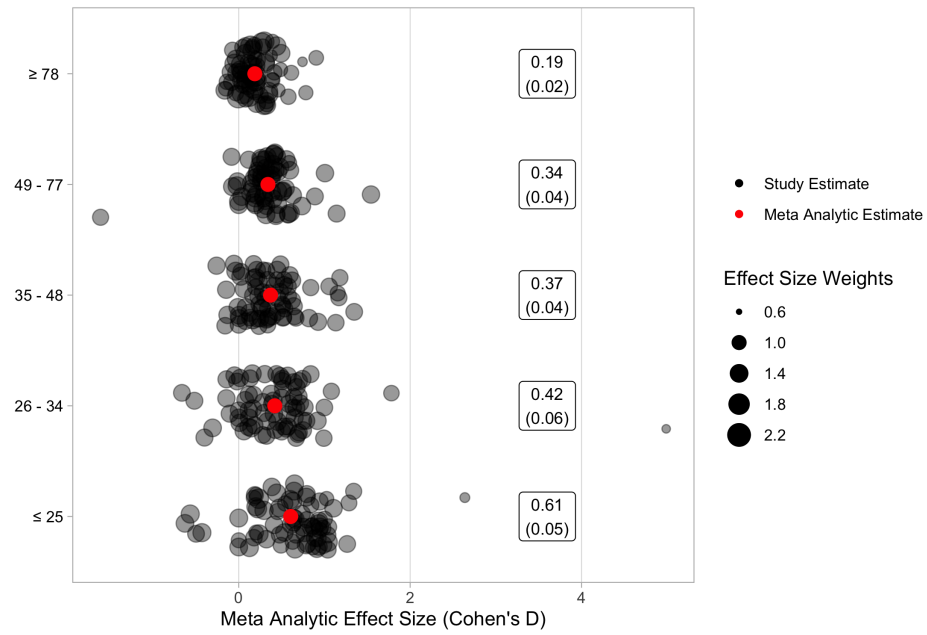 ≥ 78
0.19
(0.02)
49 - 77
0.34
(0.04)
35 - 48
0.37
(0.04)
26 - 34
0.42
(0.06)
≤ 25
0.61
(0.05)
0 2 4
Meta Analytic Effect Size (Cohen's D)
Study Estimate
Meta Analytic Estimate
Effect Size Weights
0.6
1.0
1.4
1.8
2.2